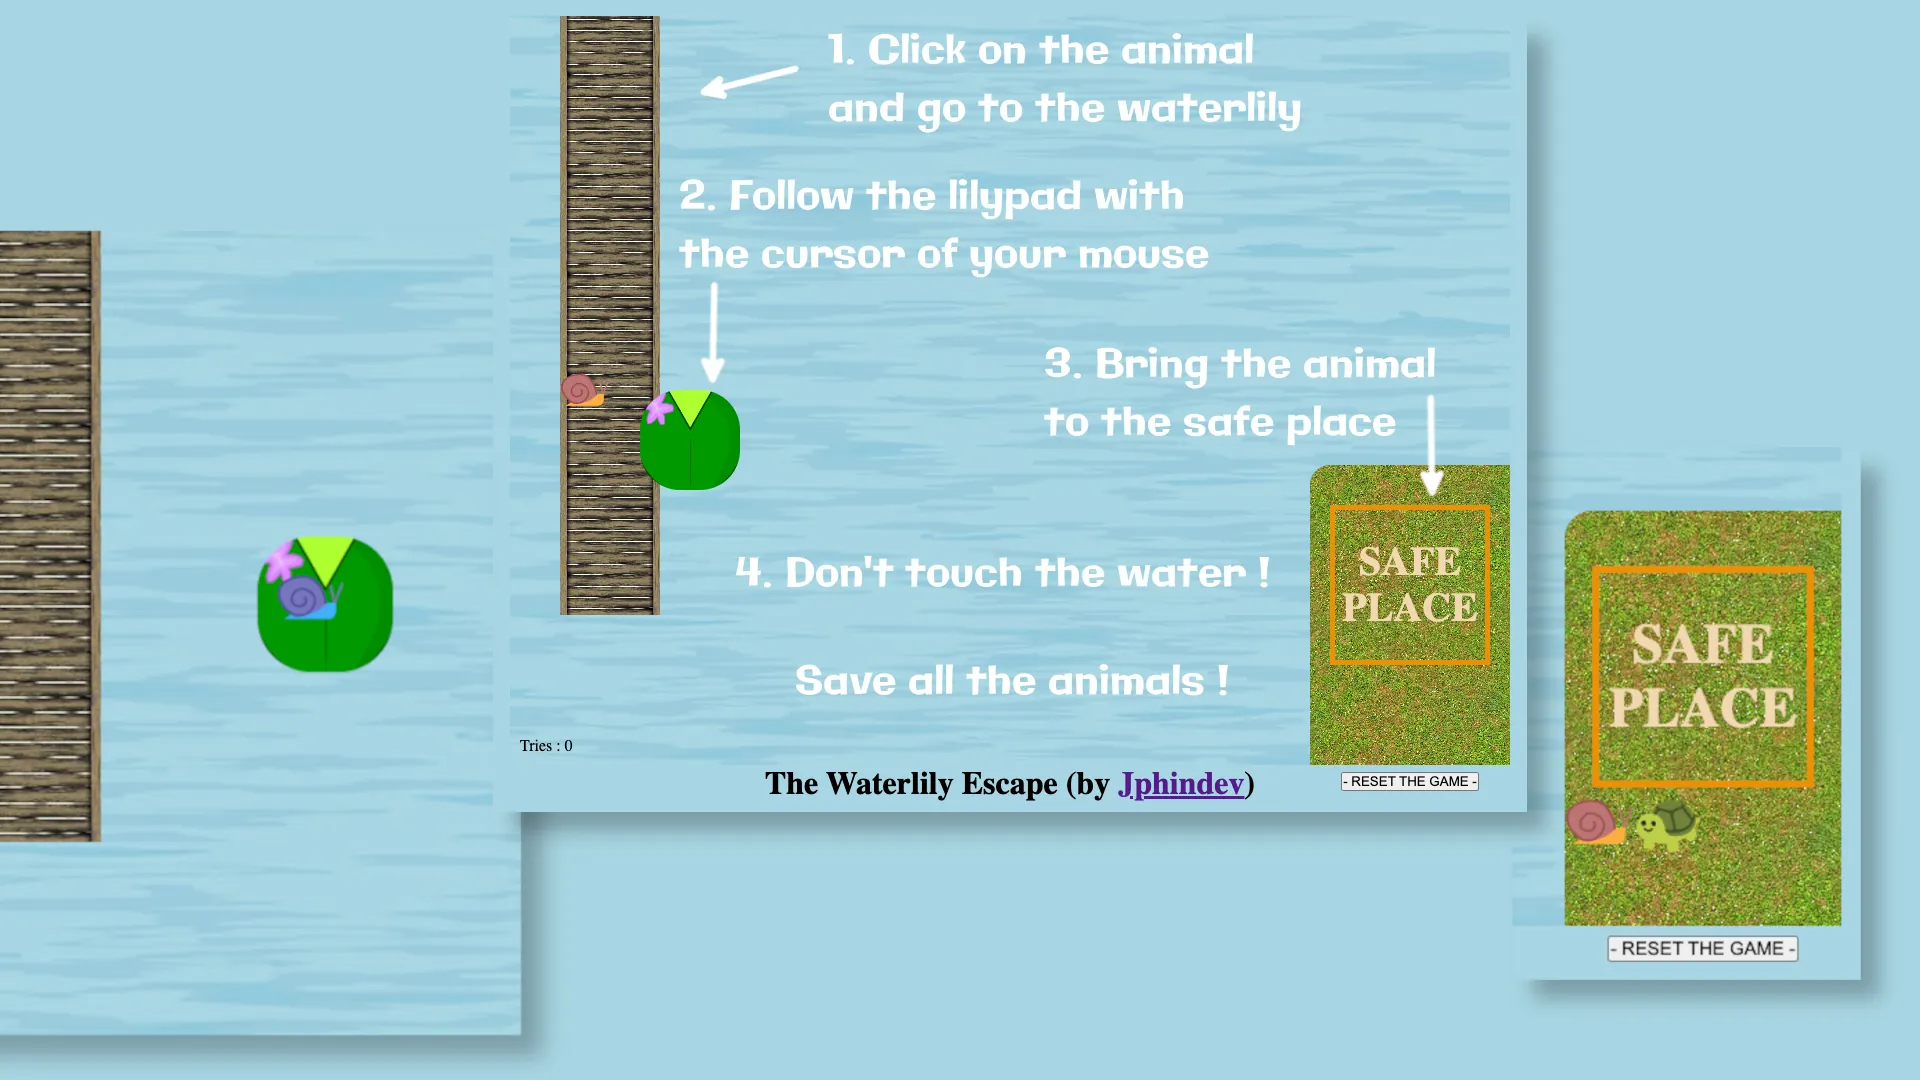 1. Click on the animal
and go to the waterlily
2. Follow the lilypad with
the cursor of your mouse
3. Bring the animal
to the safe place
4. Don't touch the water !
Save all the animals !
SAFE
PLACE
Tries : 0
The Waterlily Escape (by Jphindev)
- RESET THE GAME -
SAFE
PLACE
- RESET THE GAME -